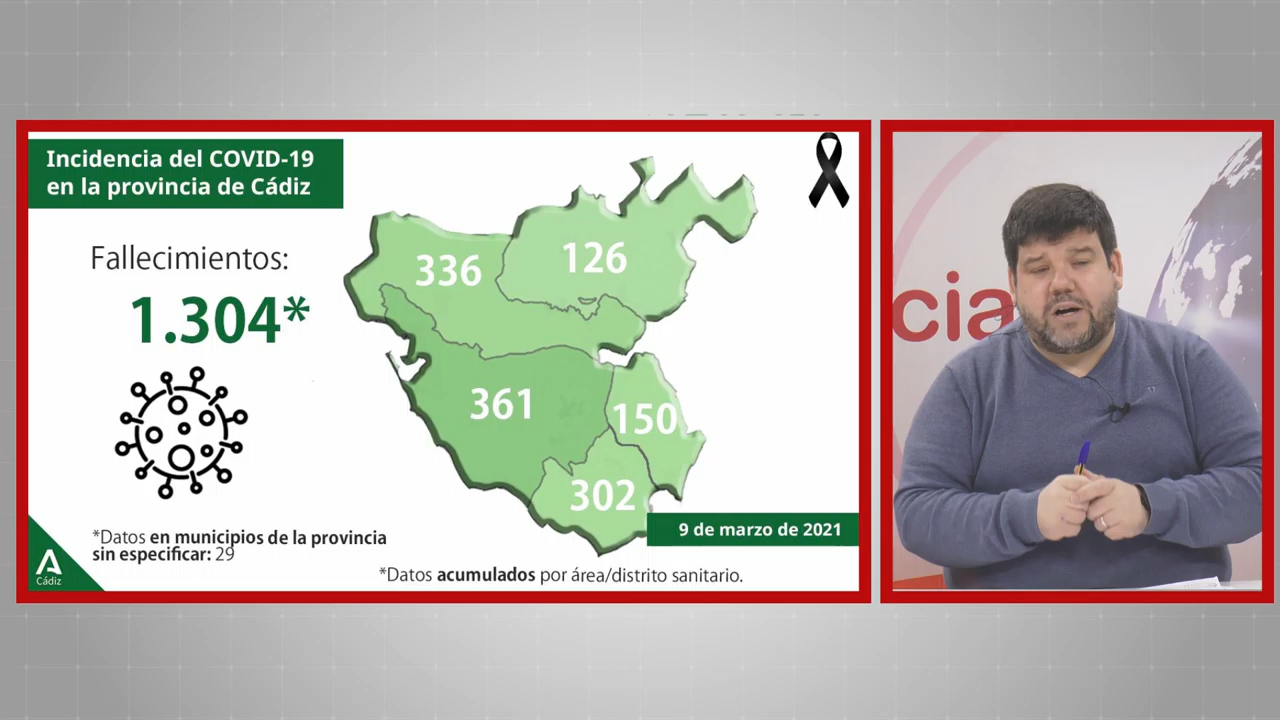 Incidencia del COVID-19
en la provincia de Cádiz
Fallecimientos:
1.304*
336
126
361
150
302
*Datos en municipios de la provincia
sin especificar: 29
9 de marzo de 2021
*Datos acumulados por área/distrito sanitario.
A
Cádiz
cia